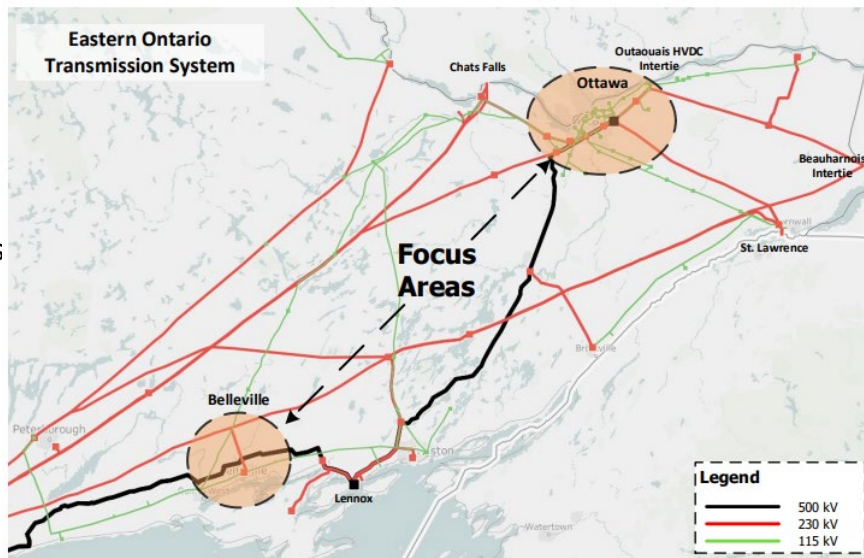 Eastern Ontario
Transmission System
Chats Falls
Outaouais HVDC
Intertie
Ottawa
Beauharnois
Intertie
St. Lawrence
Focus
Areas
Belleville
Lennox
Watertown
Legend
500 kV
230 kV
115 kV